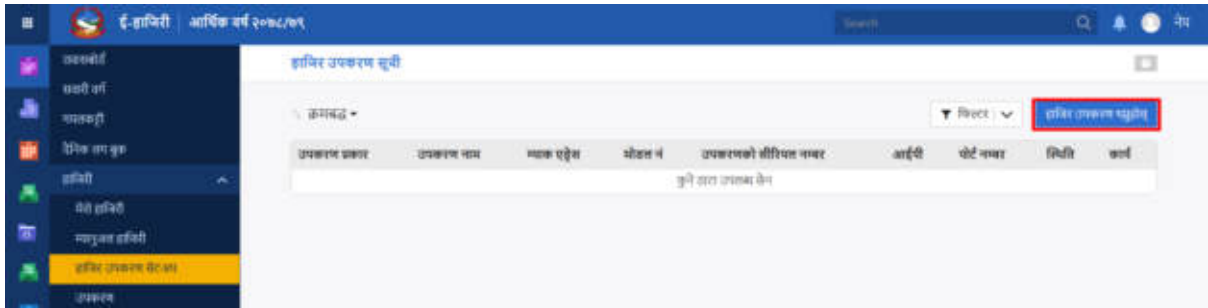 ई-हाजिरी आर्थिक वर्ष २०७८/७९ Search नेपा
ड्यासबोर्ड
सवारी वर्ग
हाजिर उपकरण सूची
क्रमबद्ध
फिल्टर
हाजिर उपकरण थप्नुहोस्
दैनिक लग बुक
उपकरण प्रकार उपकरण नाम म्याक एड्रेस मोडल नं उपकरणको सीरियल नम्बर आईपी पोर्ट नम्बर स्थिति कार्य
हाजिरी
कुनै डाटा उपलब्ध छैन
मेरो हाजिरी
म्यानुअल हाजिरी
हाजिर उपकरण सेटअप
उपकरण